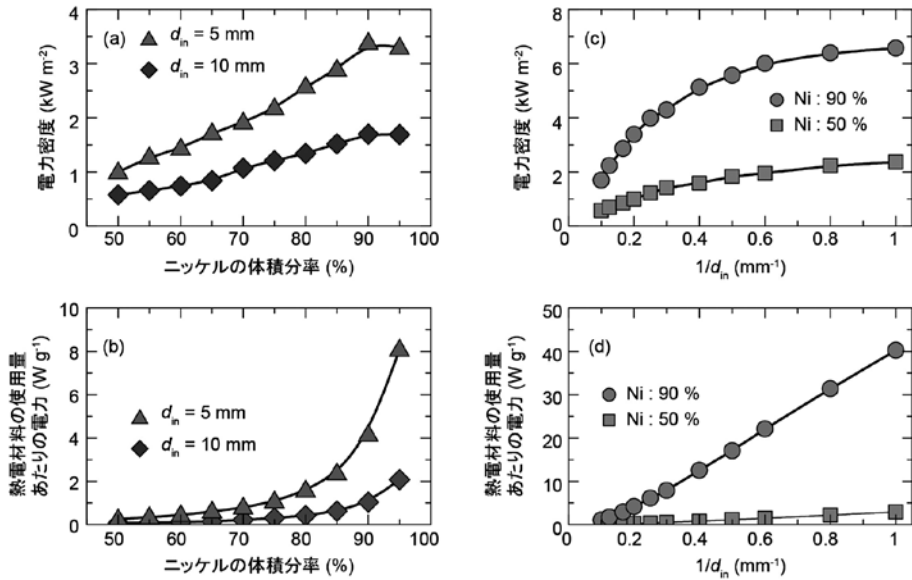 (a)
d_in = 5 mm
d_in = 10 mm
電力密度 (kW m⁻²)
4
3
2
1
0
50 60 70 80 90 100
ニッケルの体積分率 (%)
(c)
Ni : 90 %
Ni : 50 %
電力密度 (kW m⁻²)
8
6
4
2
0
0 0.2 0.4 0.6 0.8 1
1/d_in (mm⁻¹)
(b)
d_in = 5 mm
d_in = 10 mm
熱電材料の使用量
あたりの電力 (W g⁻¹)
10
8
6
4
2
0
50 60 70 80 90 100
ニッケルの体積分率 (%)
(d)
Ni : 90 %
Ni : 50 %
熱電材料の使用量
あたりの電力 (W g⁻¹)
50
40
30
20
10
0
0 0.2 0.4 0.6 0.8 1
1/d_in (mm⁻¹)